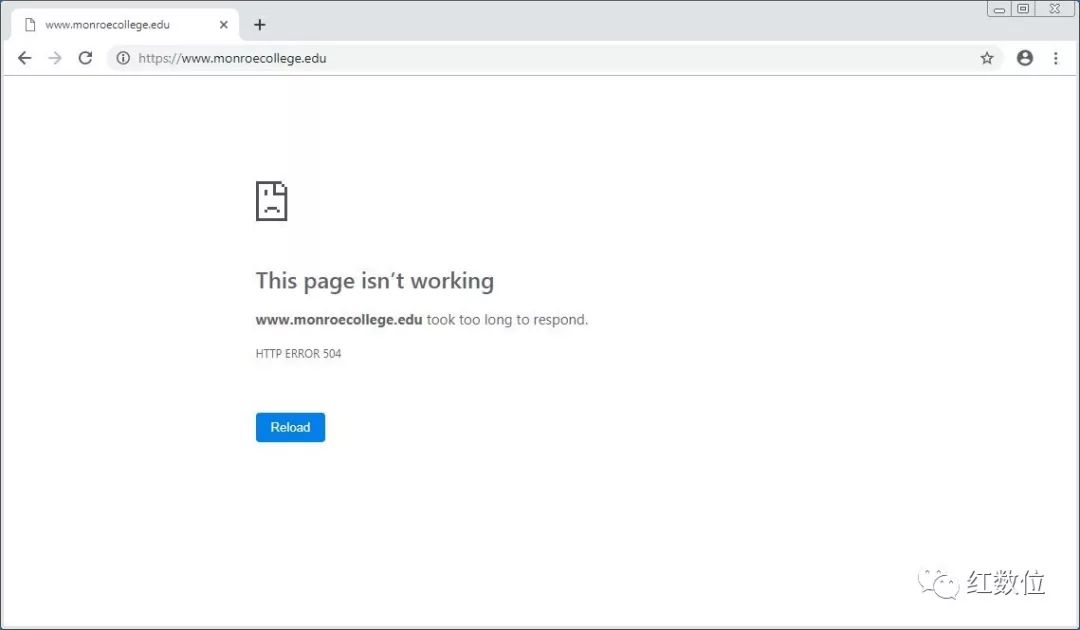 www.monroecollege.edu
https://www.monroecollege.edu
This page isn't working
www.monroecollege.edu took too long to respond.
HTTP ERROR 504
Reload
红数位